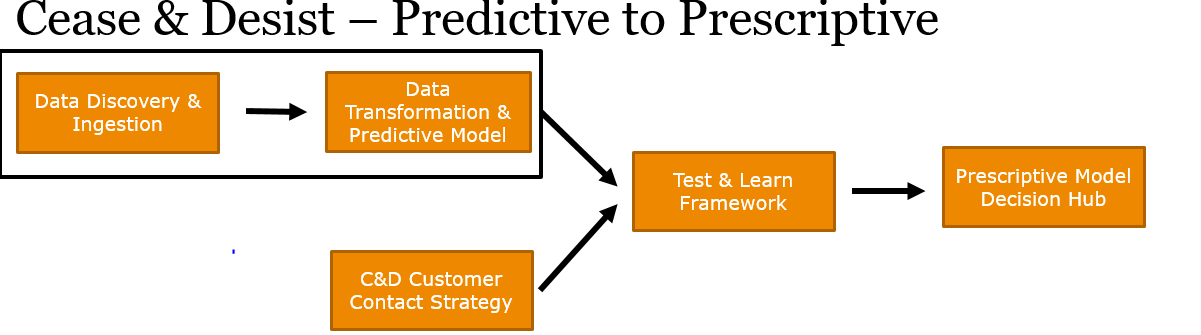 Cease & Desist – Predictive to Prescriptive
Data Discovery &
Ingestion
Data
Transformation &
Predictive Model
Test & Learn
Framework
Prescriptive Model
Decision Hub
C&D Customer
Contact Strategy